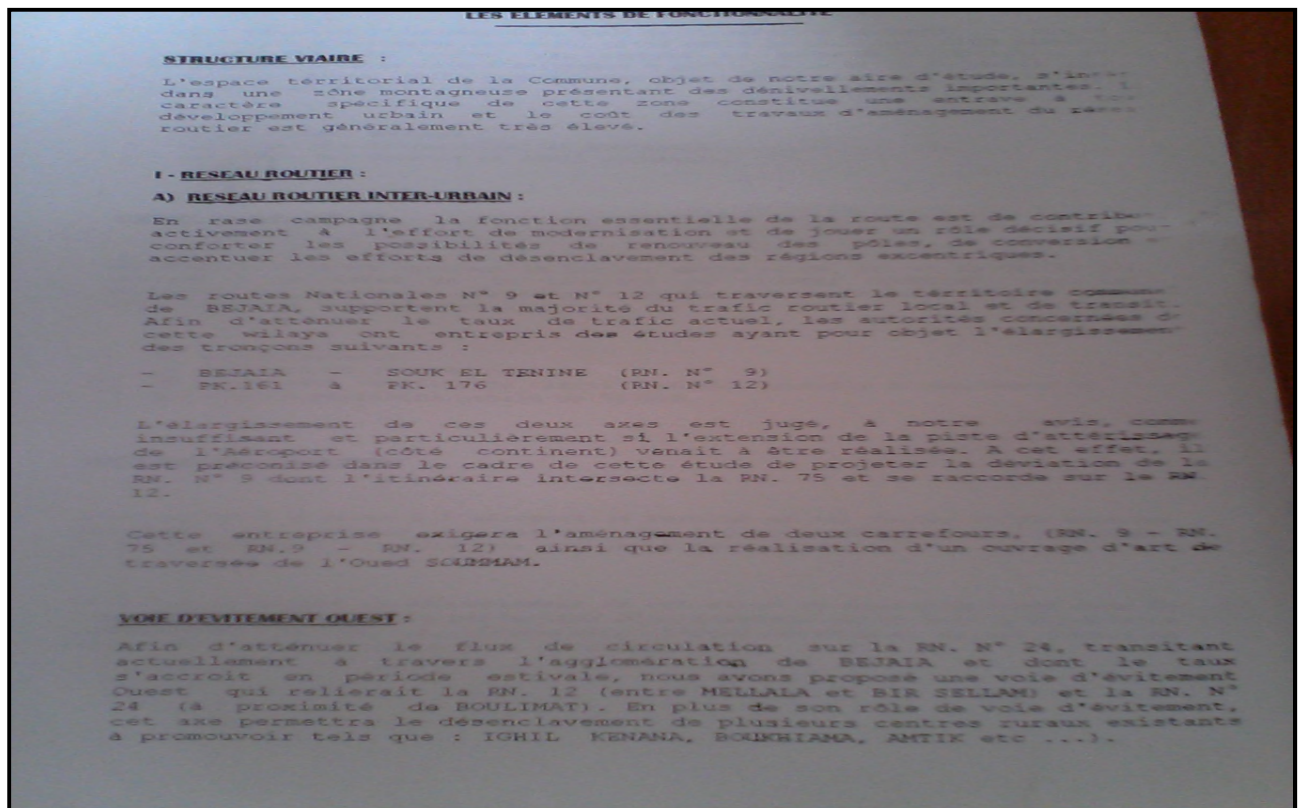 LES ELEMENTS DE FONCTIONNALITE
STRUCTURE VIAIRE :
L'espace térritorial de la Commune, objet de notre aire d'étude,
dans une zône montagneuse présentant des dénivellements importantes.
caractère spécifique de cette zone constitue une entrave à
développement urbain et le coût des travaux d'aménagement du
routier est généralement très élevé.
I - RESEAU ROUTIER :
A) RESEAU ROUTIER INTER-URBAIN :
En rase campagne la fonction essentielle de la route est de
activement à l'effort de modernisation et de jouer un rôle décisif
conforter les possibilités de renouveau des pôles, de conversion
accentuer les efforts de désenclavement des régions excentriques.
Les routes Nationales N° 9 et N° 12 qui traversent le térritoire
de BEJAIA, supportent la majorité du trafic routier local et de transit.
Afin d'atténuer le taux de trafic actuel, les autorités concernées
cette wilaya ont entrepris des études ayant pour objet
des tronçons suivants :
- BEJAIA - SOUK EL TENINE (RN. N° 9)
- PK.161 à PK. 176 (RN. N° 12)
L'élargissement de ces deux axes est jugé, à notre avis,
insuffisant et particulièrement si l'extension de la piste
de l'Aéroport (côté continent) venait à être réalisée. A cet effet, il
est préconisé dans le cadre de cette étude de projeter la déviation de la
RN. N° 9 dont l'itinéraire intersecte la RN. 75 et se raccorde sur la RN.
12.
Cette entreprise exigera l'aménagement de deux carrefours, (RN. 9 - RN.
75 et RN.9 - RN. 12) ainsi que la réalisation d'un ouvrage d'art de
traversée de l'Oued SOUMMAM.
VOIE D'EVITEMENT OUEST :
Afin d'atténuer le flux de circulation sur la RN. N° 24, transitant
actuellement à travers l'agglomération de BEJAIA et dont le taux
s'accroit en période estivale, nous avons proposé une voie d'évitement
Ouest qui relierait la RN. 12 (entre MELLALA et BIR SELLAM) et la RN. N°
24 (à proximité de BOULIMAT). En plus de son rôle de voie d'évitement,
cet axe permettra le désenclavement de plusieurs centres ruraux existants
à promouvoir tels que : IGHIL KENANA, BOUKHIAMA, AMTIK etc ...).